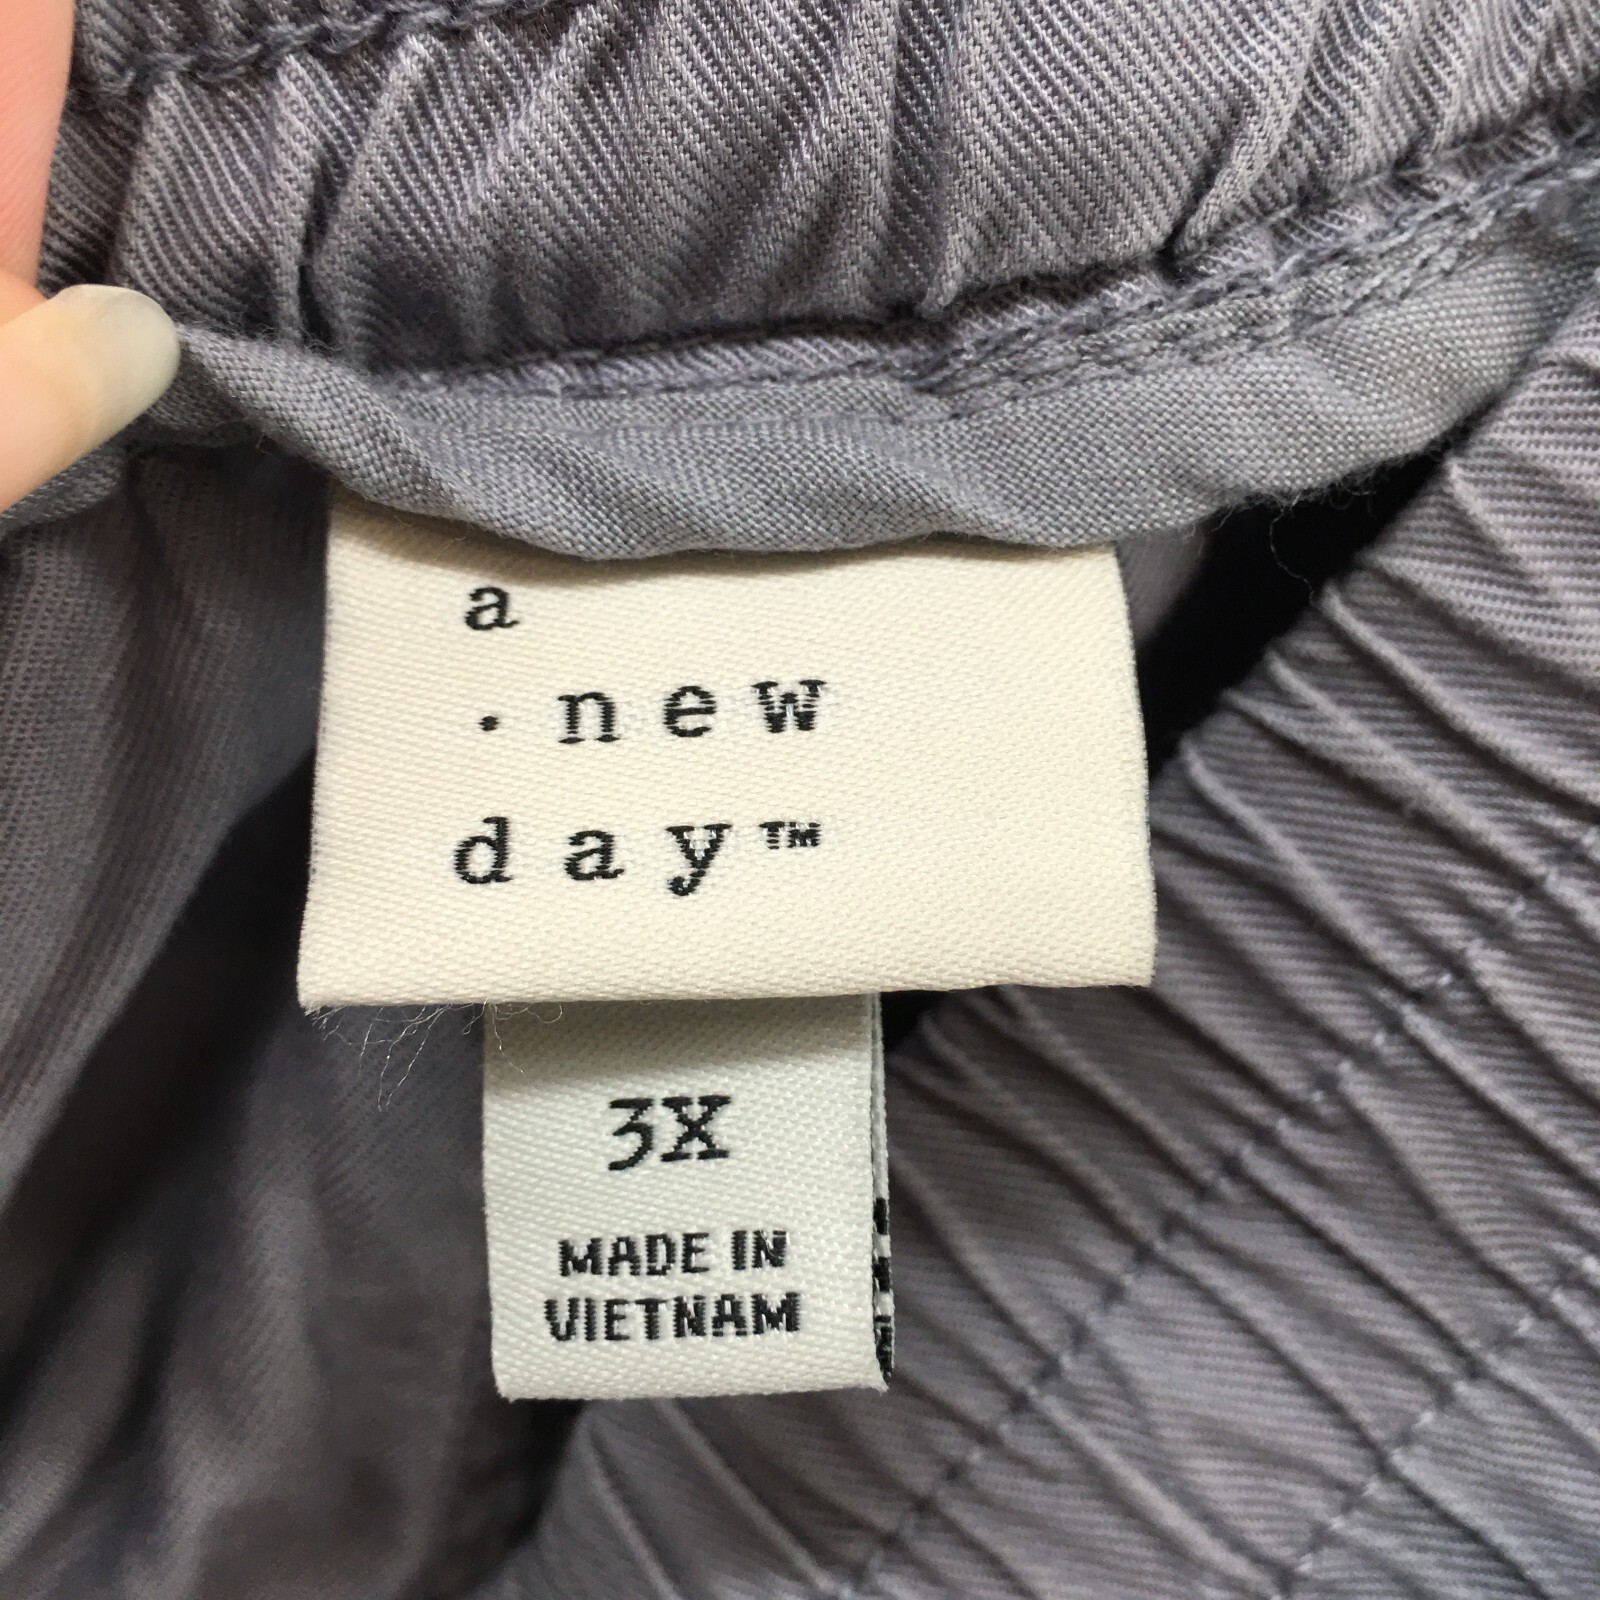 a
· new
day™
3X
MADE IN
VIETNAM